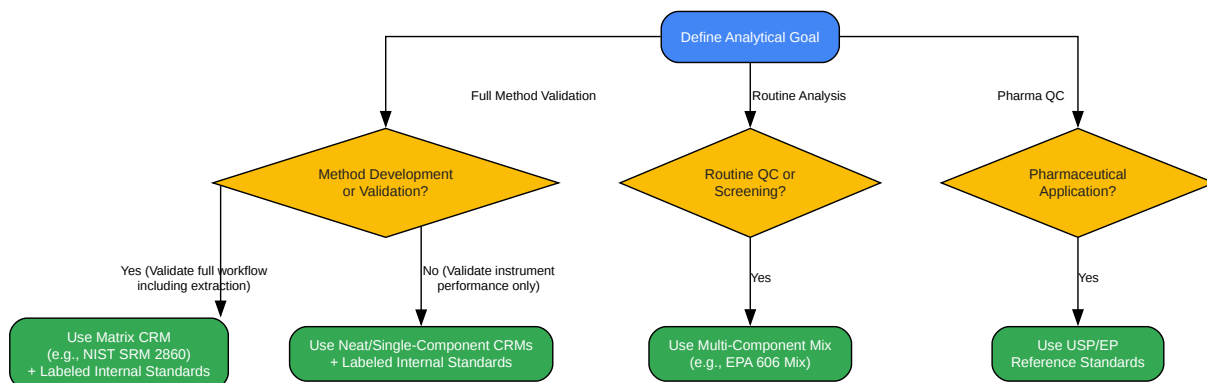 Define Analytical Goal
Full Method Validation
Routine Analysis
Pharma QC
Method Development
or Validation?
Routine QC or
Screening?
Pharmaceutical
Application?
Yes (Validate full workflow
including extraction)
No (Validate instrument
performance only)
Yes
Yes
Use Matrix CRM
(e.g., NIST SRM 2860)
+ Labeled Internal Standards
Use Neat/Single-Component CRMs
+ Labeled Internal Standards
Use Multi-Component Mix
(e.g., EPA 606 Mix)
Use USP/EP
Reference Standards